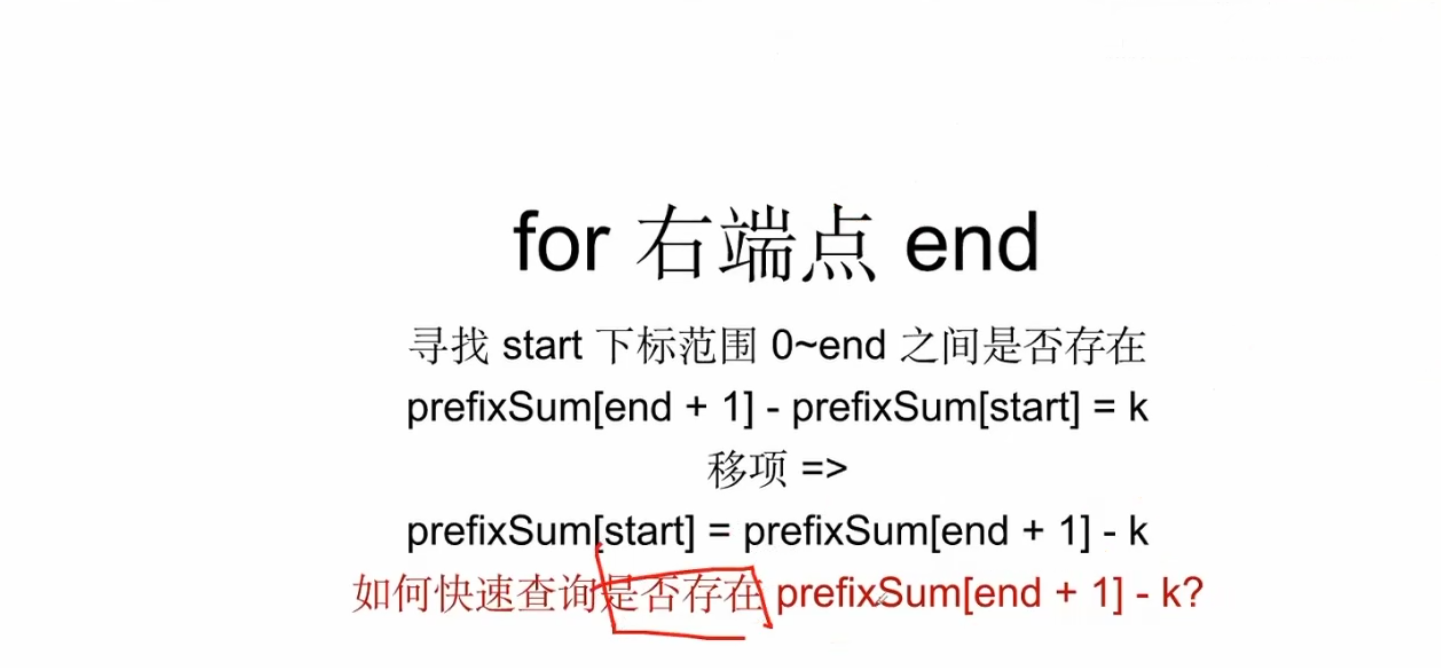 for 右端点 end
寻找 start 下标范围 0~end 之间是否存在
prefixSum[end + 1] - prefixSum[start] = k
移项 =>
prefixSum[start] = prefixSum[end + 1] - k
如何快速查询是否存在 prefixSum[end + 1] - k?